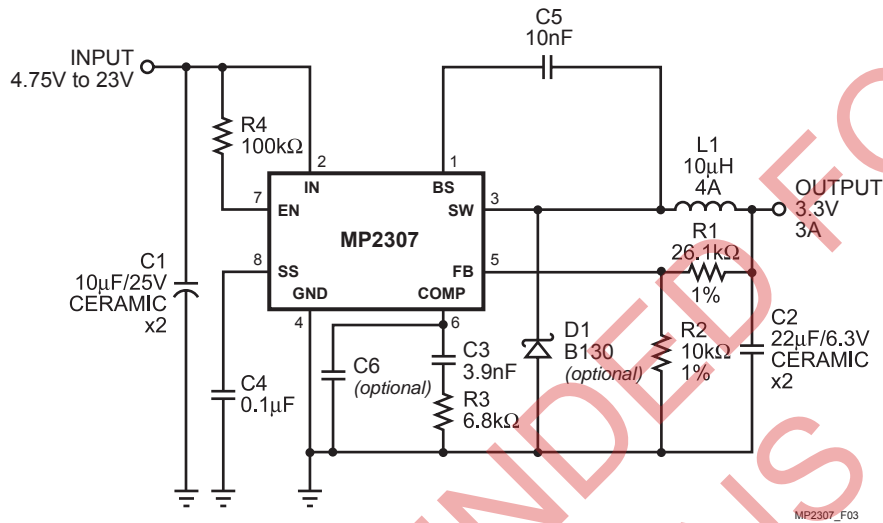 C5
10nF
INPUT
4.75V to 23V
R4
100kΩ
2
1
IN
BS
L1
10µH
4A
7
EN
SW
3
OUTPUT
3.3V
3A
MP2307
R1
26.1kΩ
1%
8
SS
FB
5
C1
10µF/25V
CERAMIC
x2
GND
COMP
4
6
C3
3.9nF
D1
B130
(optional)
R2
10kΩ
1%
C2
22µF/6.3V
CERAMIC
x2
C6
(optional)
C4
0.1µF
R3
6.8kΩ
NDED FO
NS
MP2307_F03